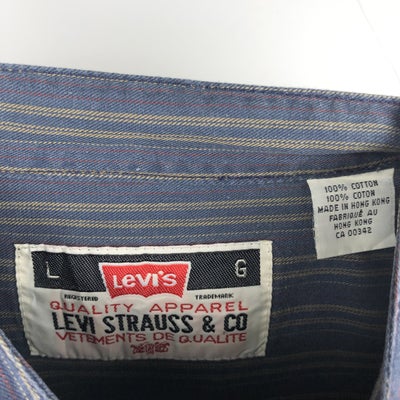 100% COTTON
100% COTON
MADE IN HONG KONG
FABRIQUÉ AU
HONG KONG
CA 00342
L LEVI'S G
REGISTERED TRADEMARK
QUALITY APPAREL
LEVI STRAUSS & CO
VETEMENTS DE QUALITE